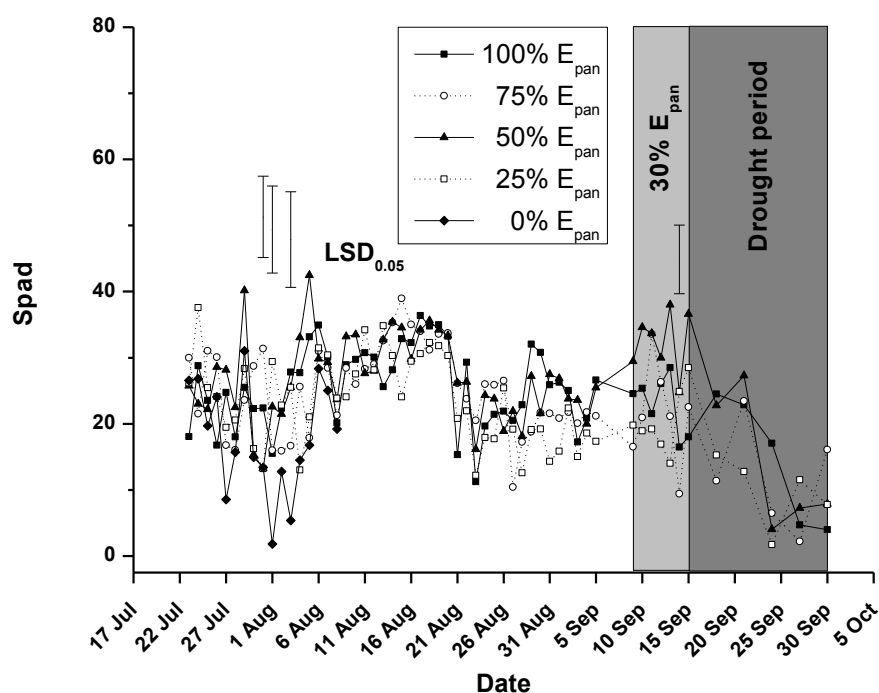 80
60
40
20
0
Spad
100% Epan
75% Epan
50% Epan
25% Epan
0% Epan
LSD0.05
30% Epan
Drought period
17 Jul
22 Jul
27 Jul
1 Aug
6 Aug
11 Aug
16 Aug
21 Aug
26 Aug
31 Aug
5 Sep
10 Sep
15 Sep
20 Sep
25 Sep
30 Sep
5 Oct
Date